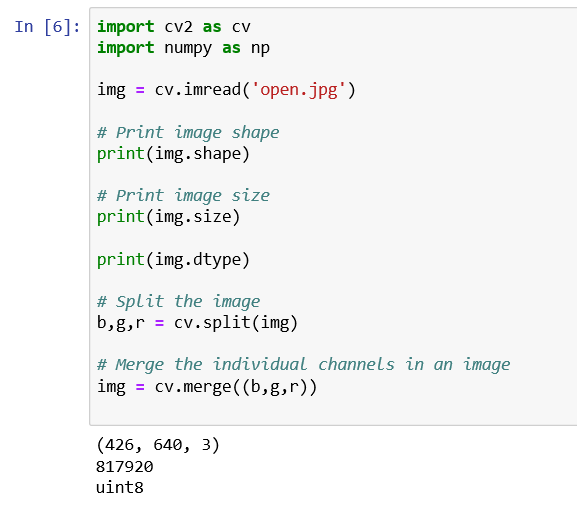 In [6]: import cv2 as cv
import numpy as np
img = cv.imread('open.jpg')
# Print image shape
print(img.shape)
# Print image size
print(img.size)
print(img.dtype)
# Split the image
b,g,r = cv.split(img)
# Merge the individual channels in an image
img = cv.merge((b,g,r))
(426, 640, 3)
817920
uint8